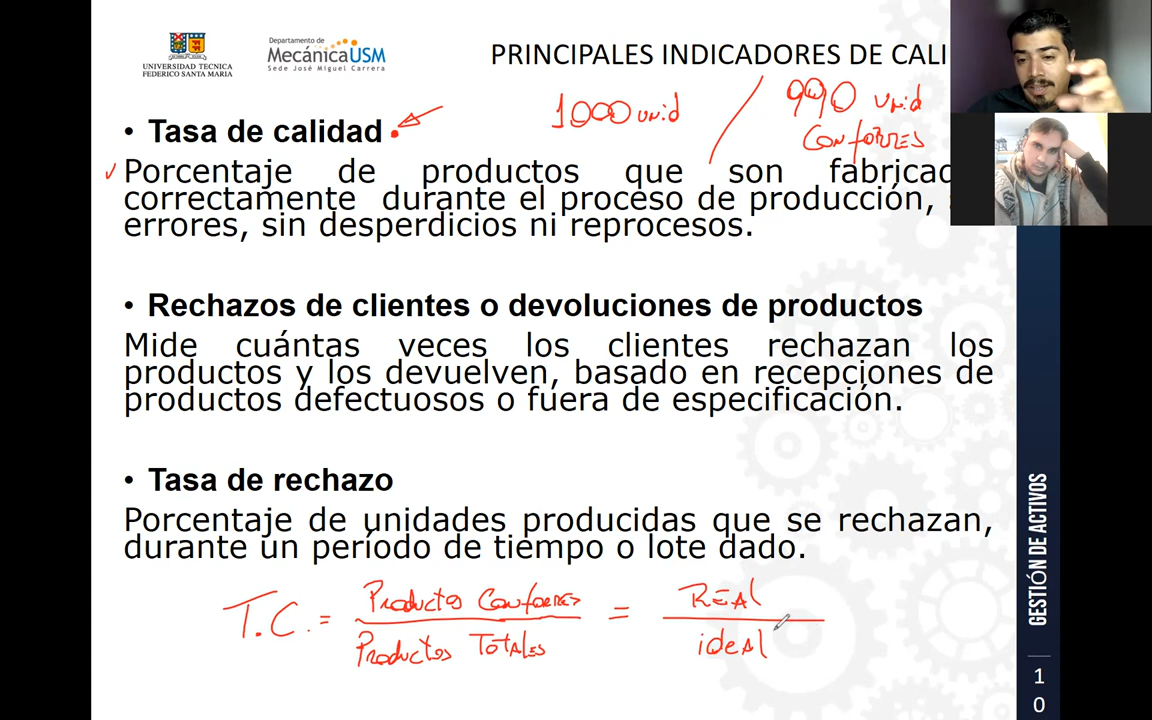 UNIVERSIDAD TECNICA
FEDERICO SANTA MARIA
Departamento de
MecánicaUSM
Sede José Miguel Carrera
PRINCIPALES INDICADORES DE CALI
1000 unid / 990 unid
Conformes
• Tasa de calidad
Porcentaje de productos que son fabricad
correctamente durante el proceso de producción,
errores, sin desperdicios ni reprocesos.
• Rechazos de clientes o devoluciones de productos
Mide cuántas veces los clientes rechazan los
productos y los devuelven, basado en recepciones de
productos defectuosos o fuera de especificación.
• Tasa de rechazo
Porcentaje de unidades producidas que se rechazan,
durante un período de tiempo o lote dado.
T.C. = Productos Conformes / Productos Totales = Real / ideal
GESTIÓN DE ACTIVOS
1
0